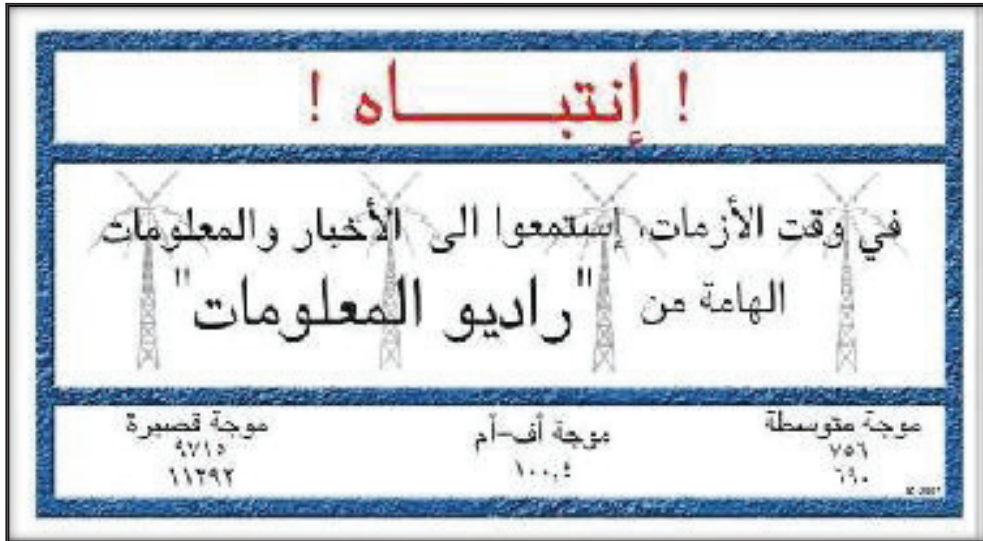 ! إنتبـــــاه !
في وقت الأزمات، إستمعوا الى الأخبار والمعلومات
الهامة من "راديو المعلومات"
موجة متوسطة
٧٥٦
٦٩٠
موجة أف-آم
١٠٠,٤
موجة قصيرة
٩٧١٥
١١٢٩٢